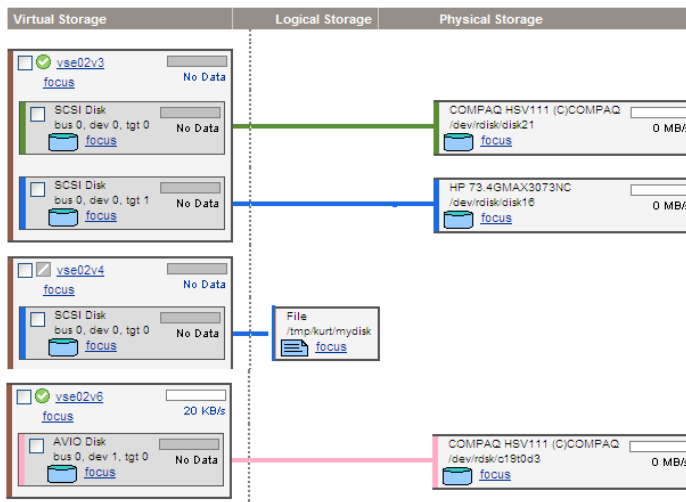 Virtual Storage Logical Storage Physical Storage
vse02v3
focus No Data
SCSI Disk
bus 0, dev 0, tgt 0 No Data
focus
COMPAQ HSV111 (C)COMPAQ
/dev/rdisk/disk21
focus 0 MB/s
SCSI Disk
bus 0, dev 0, tgt 1 No Data
focus
HP 73.4GMAX3073NC
/dev/rdisk/disk16
focus 0 MB/s
vse02v4
focus No Data
SCSI Disk
bus 0, dev 0, tgt 0 No Data
focus
File
/tmp/kurt/mydisk
focus
vse02v6
focus 20 KB/s
AVIO Disk
bus 0, dev 1, tgt 0 No Data
focus
COMPAQ HSV111 (C)COMPAQ
/dev/rdsk/c19t0d3
focus 0 MB/s